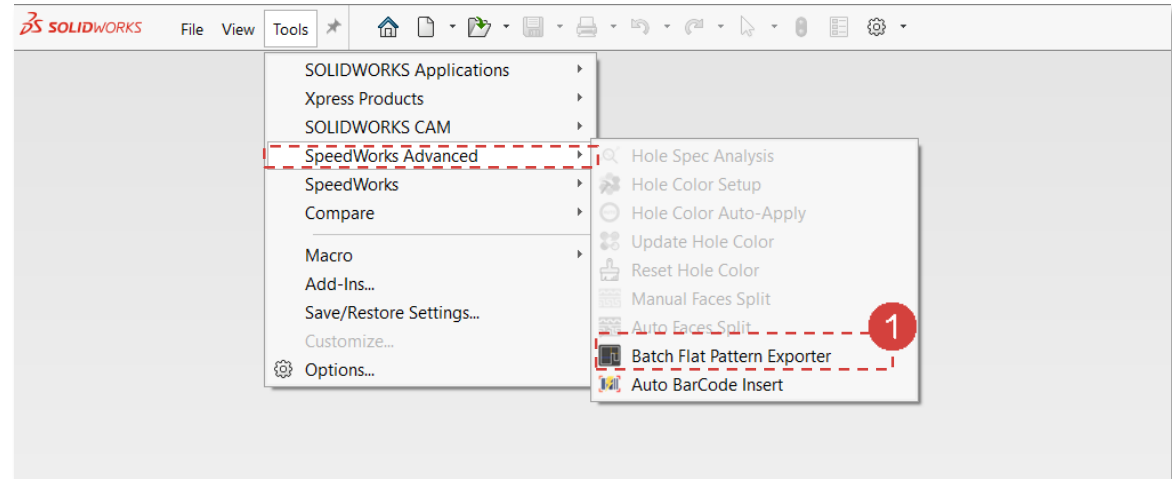 SOLIDWORKS File View Tools
SOLIDWORKS Applications
Xpress Products
SOLIDWORKS CAM
SpeedWorks Advanced
SpeedWorks
Compare
Macro
Add-Ins...
Save/Restore Settings...
Customize...
Options...
Hole Spec Analysis
Hole Color Setup
Hole Color Auto-Apply
Update Hole Color
Reset Hole Color
Manual Faces Split
Auto Faces Split
1
Batch Flat Pattern Exporter
Auto BarCode Insert